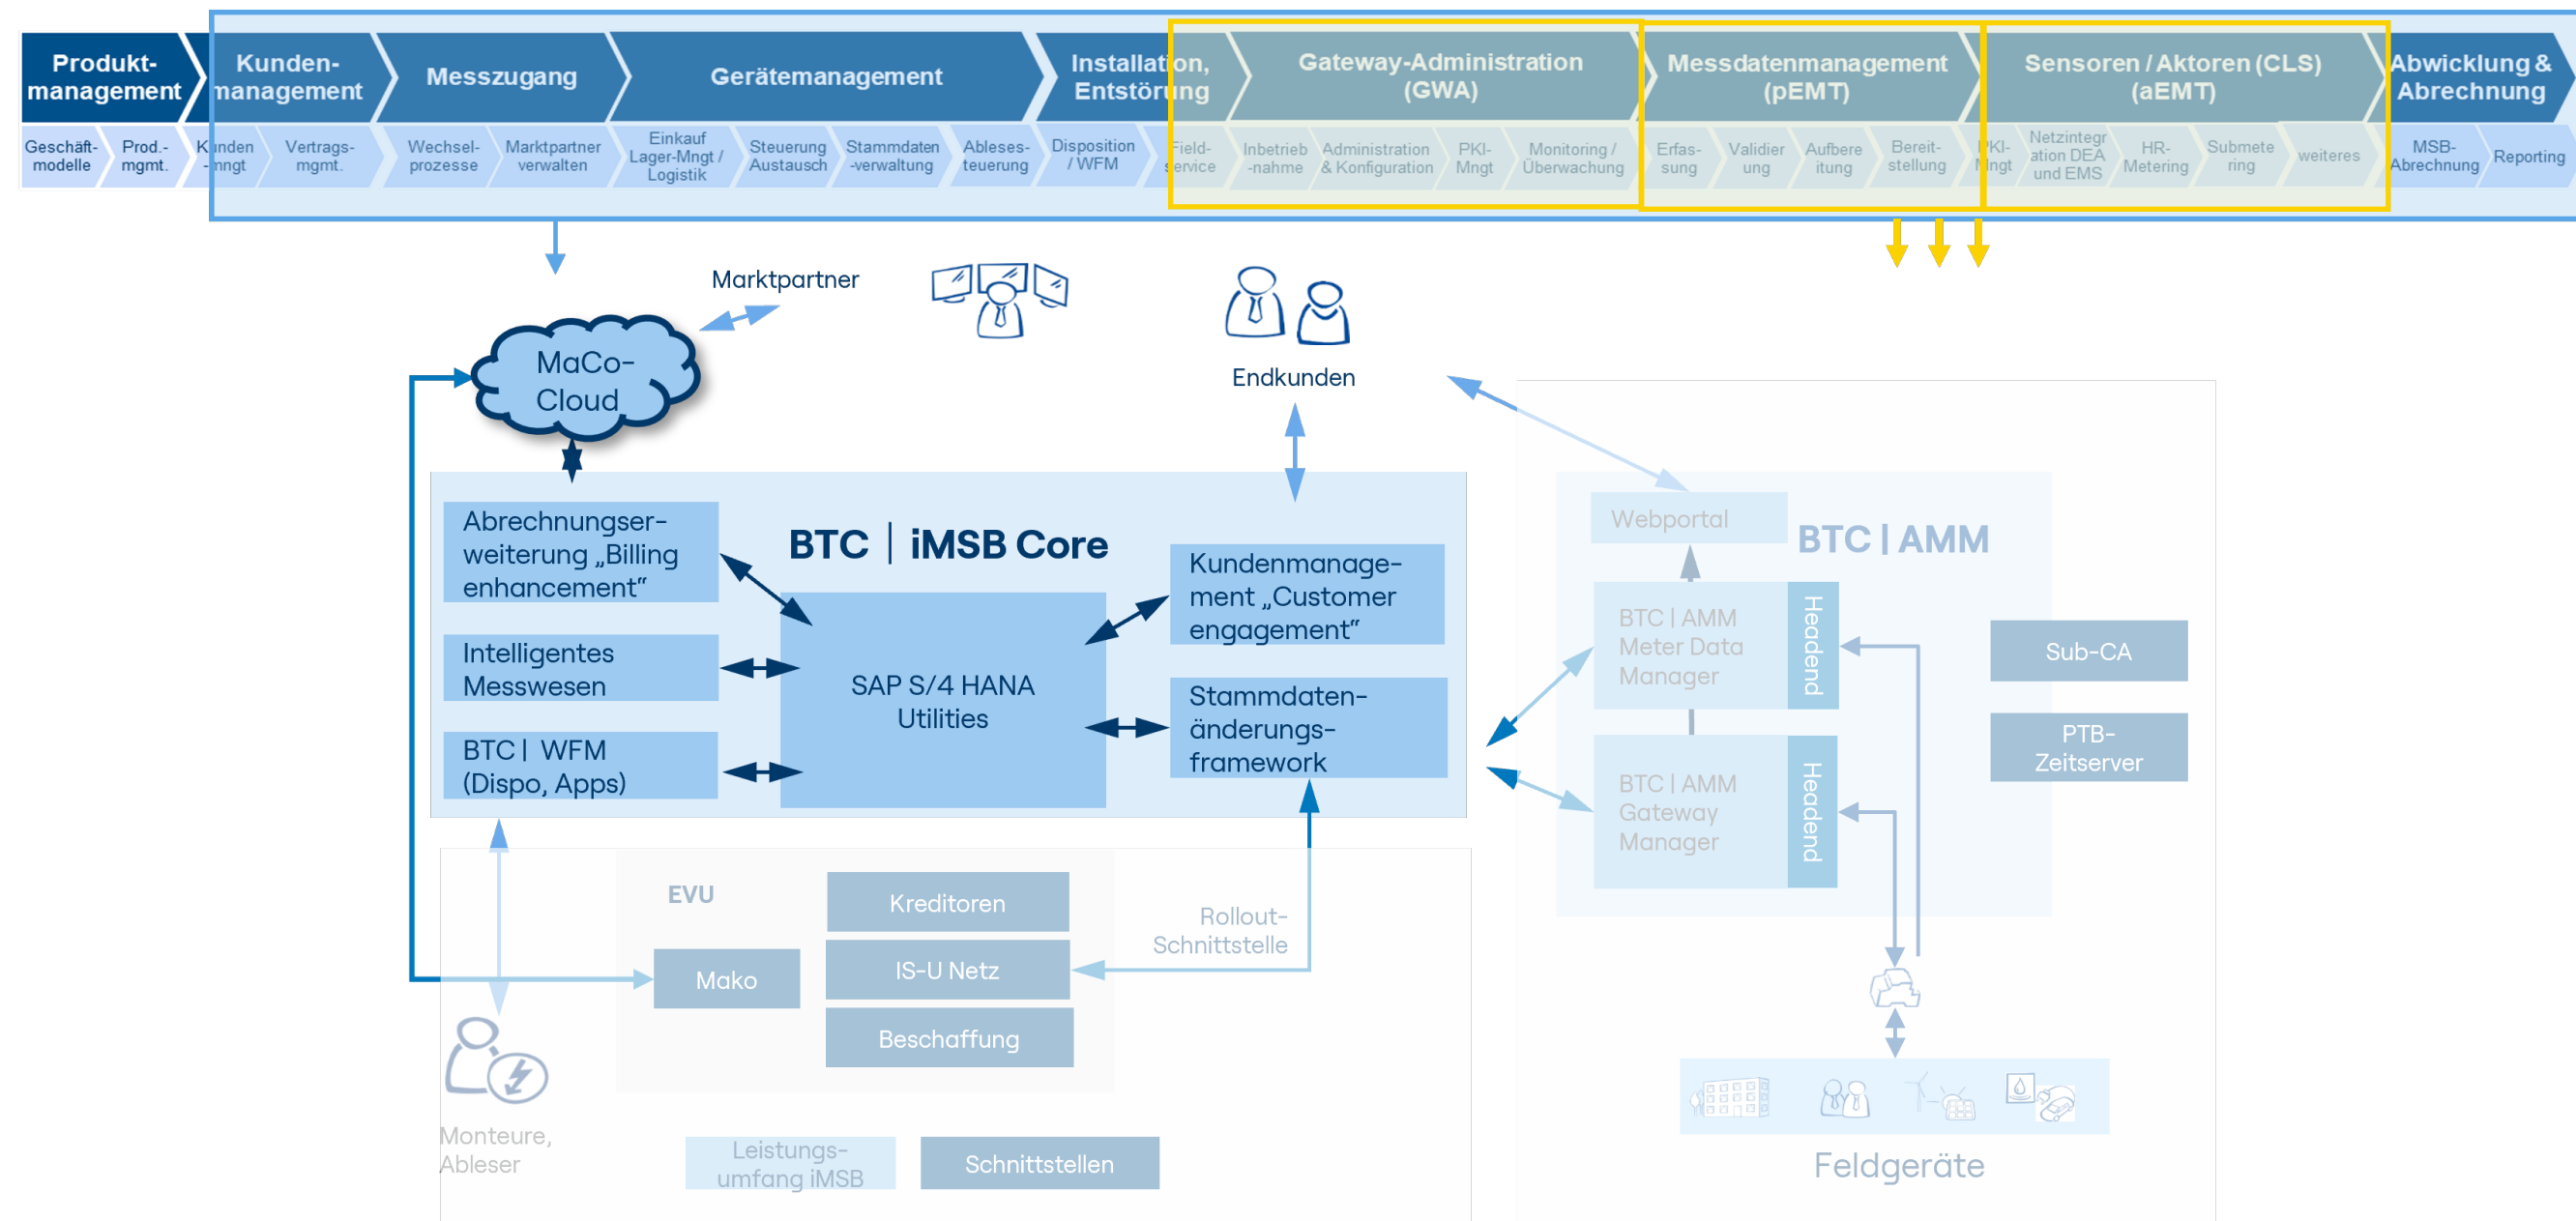 Produkt-
management
Kunden-
management
Messzugang
Gerätemanagement
Installation,
Entstörung
Gateway-Administration
(GWA)
Messdatenmanagement
(pEMT)
Sensoren / Aktoren (CLS)
(aEMT)
Abwicklung &
Abrechnung
Geschäft-
modelle
Prod.-
mgmt.
Kunden
-mngt
Vertrags-
mgmt.
Wechsel-
prozesse
Marktpartner
verwalten
Einkauf
Lager-Mngt /
Logistik
Steuerung
Austausch
Stammdaten
-verwaltung
Ableses-
teuerung
Disposition
/ WFM
Field-
service
Inbetrieb
-nahme
Administration
& Konfiguration
PKI-
Mngt
Monitoring /
Überwachung
Erfas-
sung
Validier
ung
Aufbere
itung
Bereit-
stellung
PKI-
Mngt
Netzintegr
ation DEA
und EMS
HR-
Metering
Submete
ring
weiteres
MSB-
Abrechnung
Reporting
Marktpartner
MaCo-
Cloud
Endkunden
BTC | iMSB Core
Abrechnungser-
weiterung „Billing
enhancement“
Intelligentes
Messwesen
BTC | WFM
(Dispo, Apps)
SAP S/4 HANA
Utilities
Kundenmanage-
ment „Customer
engagement“
Stammdaten-
änderungs-
framework
Webportal
BTC | AMM
BTC | AMM
Meter Data
Manager
Headend
BTC | AMM
Gateway
Manager
Headend
Sub-CA
PTB-
Zeitserver
EVU
Kreditoren
Mako
IS-U Netz
Beschaffung
Rollout-
Schnittstelle
Monteure,
Ableser
Leistungs-
umfang iMSB
Schnittstellen
Feldgeräte